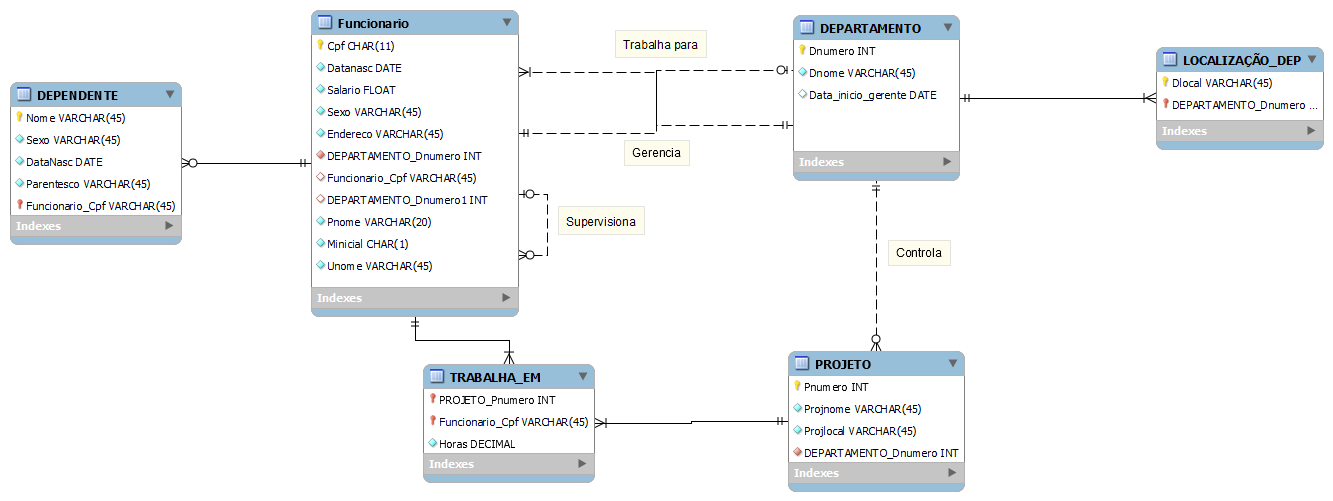 DEPENDENTE
Nome VARCHAR(45)
Sexo VARCHAR(45)
DataNasc DATE
Parentesco VARCHAR(45)
Funcionario_Cpf VARCHAR(45)
Indexes
Funcionario
Cpf CHAR(11)
Datanasc DATE
Salario FLOAT
Sexo VARCHAR(45)
Endereco VARCHAR(45)
DEPARTAMENTO_Dnumero INT
Funcionario_Cpf VARCHAR(45)
DEPARTAMENTO_Dnumero1 INT
Pnome VARCHAR(20)
Minicial CHAR(1)
Unome VARCHAR(45)
Indexes
Trabalha para
Gerencia
Supervisiona
DEPARTAMENTO
Dnumero INT
Dnome VARCHAR(45)
Data_inicio_gerente DATE
Indexes
LOCALIZAÇÃO_DEP
Dlocal VARCHAR(45)
DEPARTAMENTO_Dnumero ...
Indexes
Controla
TRABALHA_EM
PROJETO_Pnumero INT
Funcionario_Cpf VARCHAR(45)
Horas DECIMAL
Indexes
PROJETO
Pnumero INT
Projnome VARCHAR(45)
Projlocal VARCHAR(45)
DEPARTAMENTO_Dnumero INT
Indexes